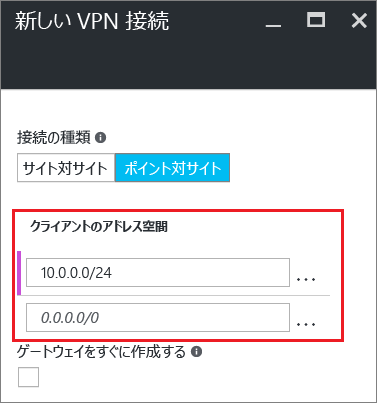 新しい VPN 接続
接続の種類
サイト対サイト ポイント対サイト
クライアントのアドレス空間
10.0.0.0/24 ...
0.0.0.0/0 ...
ゲートウェイをすぐに作成する